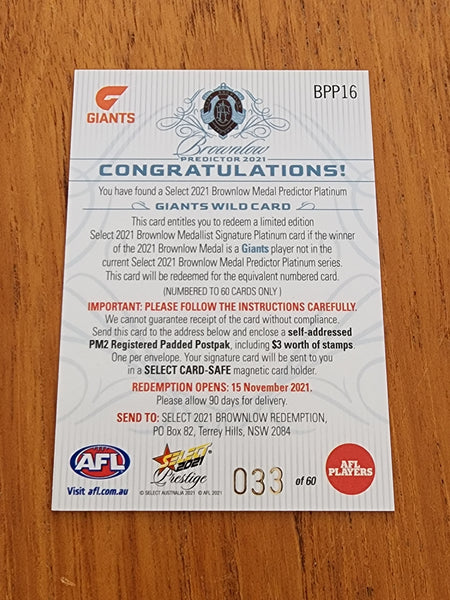 GIANTS
BPP16
Brownlow
PREDICTOR 2021
CONGRATULATIONS!
You have found a Select 2021 Brownlow Medal Predictor Platinum
GIANTS WILD CARD
This card entitles you to redeem a limited edition
Select 2021 Brownlow Medallist Signature Platinum card if the winner
of the 2021 Brownlow Medal is a Giants player not in the
current Select 2021 Brownlow Medal Predictor Platinum series.
This card will be redeemed for the equivalent numbered card.
(NUMBERED TO 60 CARDS ONLY )
IMPORTANT: PLEASE FOLLOW THE INSTRUCTIONS CAREFULLY.
We cannot guarantee receipt of the card without compliance.
Send this card to the address below and enclose a self-addressed
PM2 Registered Padded Postpak, including $3 worth of stamps.
One per envelope. Your signature card will be sent to you
in a SELECT CARD-SAFE magnetic card holder.
REDEMPTION OPENS: 15 November 2021.
Please allow 90 days for delivery.
SEND TO: SELECT 2021 BROWNLOW REDEMPTION,
PO Box 82, Terrey Hills, NSW 2084
AFL
Visit afl.com.au
SELECT
2021
Prestige
© SELECT AUSTRALIA 2021 © AFL 2021
033 of 60
AFL
PLAYERS